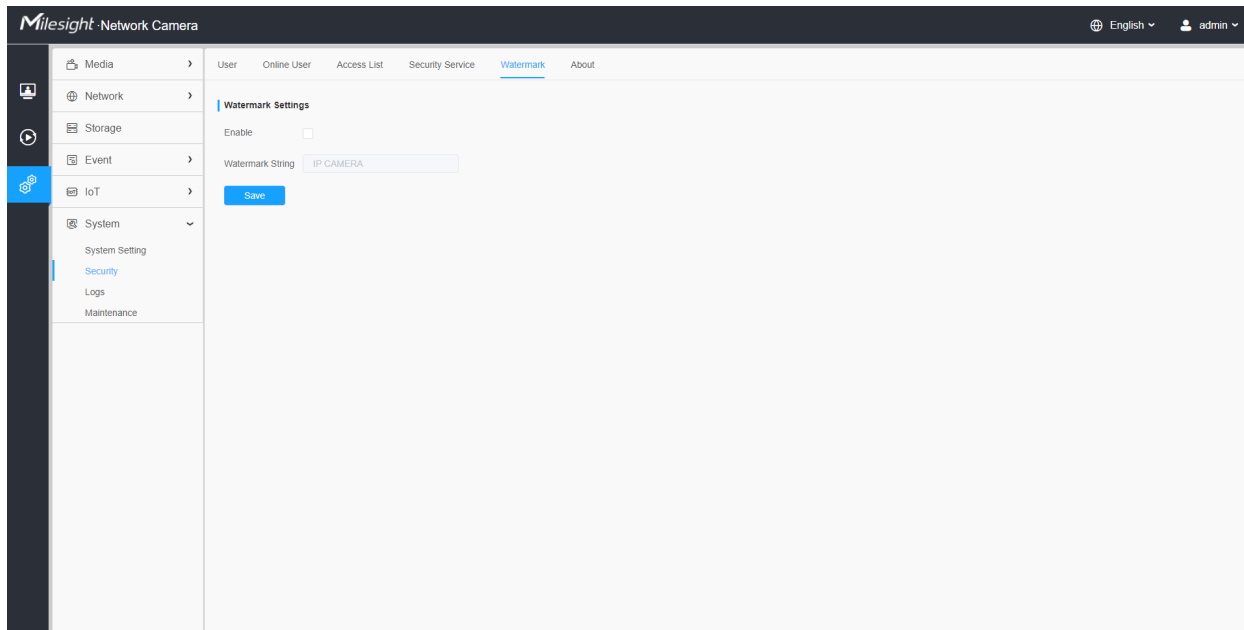 Milesight · Network Camera
English
admin
Media
Network
Storage
Event
IoT
System
System Setting
Security
Logs
Maintenance
User Online User Access List Security Service Watermark About
Watermark Settings
Enable
Watermark String IP CAMERA
Save